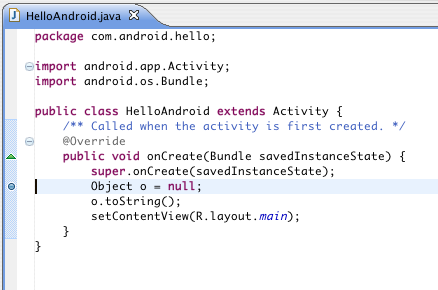 HelloAndroid.java
package com.android.hello;
import android.app.Activity;
import android.os.Bundle;
public class HelloAndroid extends Activity {
/** Called when the activity is first created. */
@Override
public void onCreate(Bundle savedInstanceState) {
super.onCreate(savedInstanceState);
Object o = null;
o.toString();
setContentView(R.layout.main);
}
}